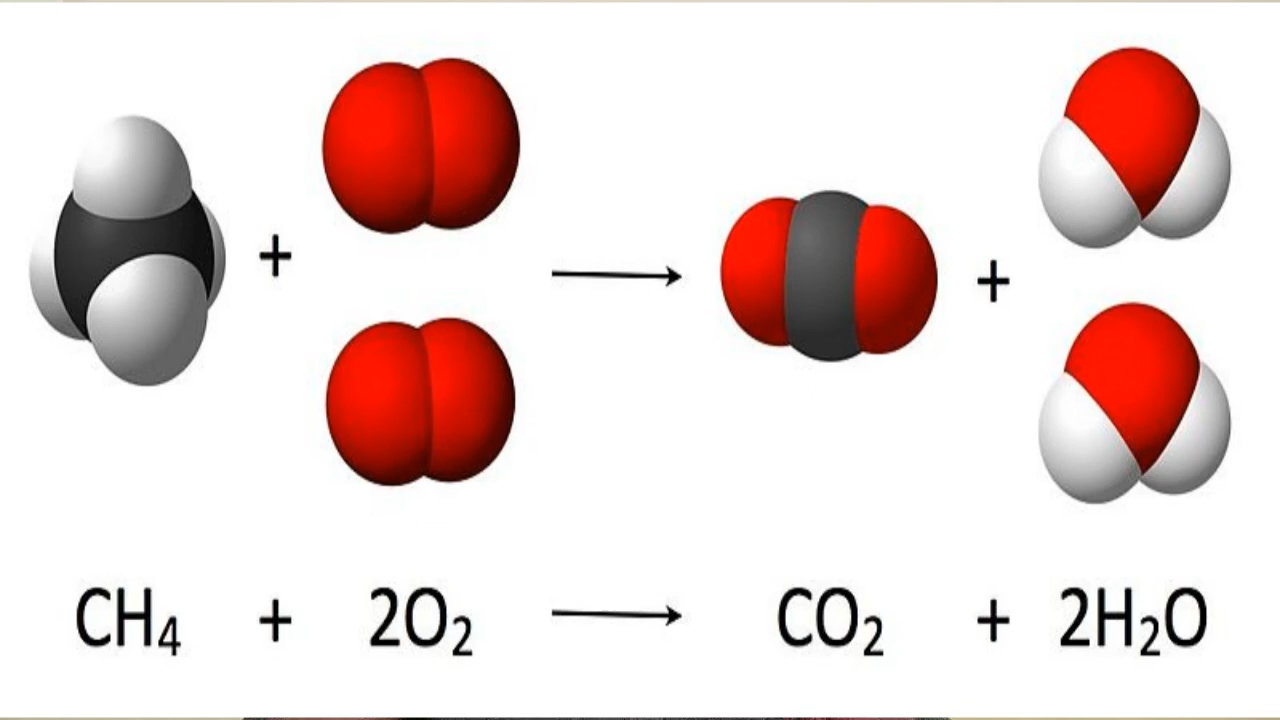 + → +
CH₄ + 2O₂ → CO₂ + 2H₂O